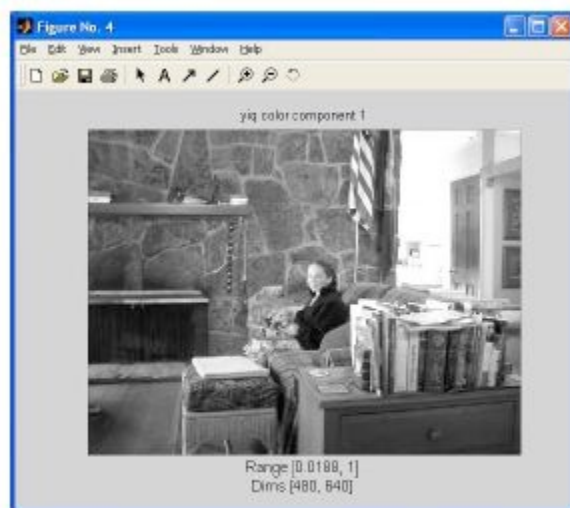 Figure No. 4
File Edit View Insert Tools Window Help
yiq color component 1
Range [0.0188, 1]
Dims [480, 640]